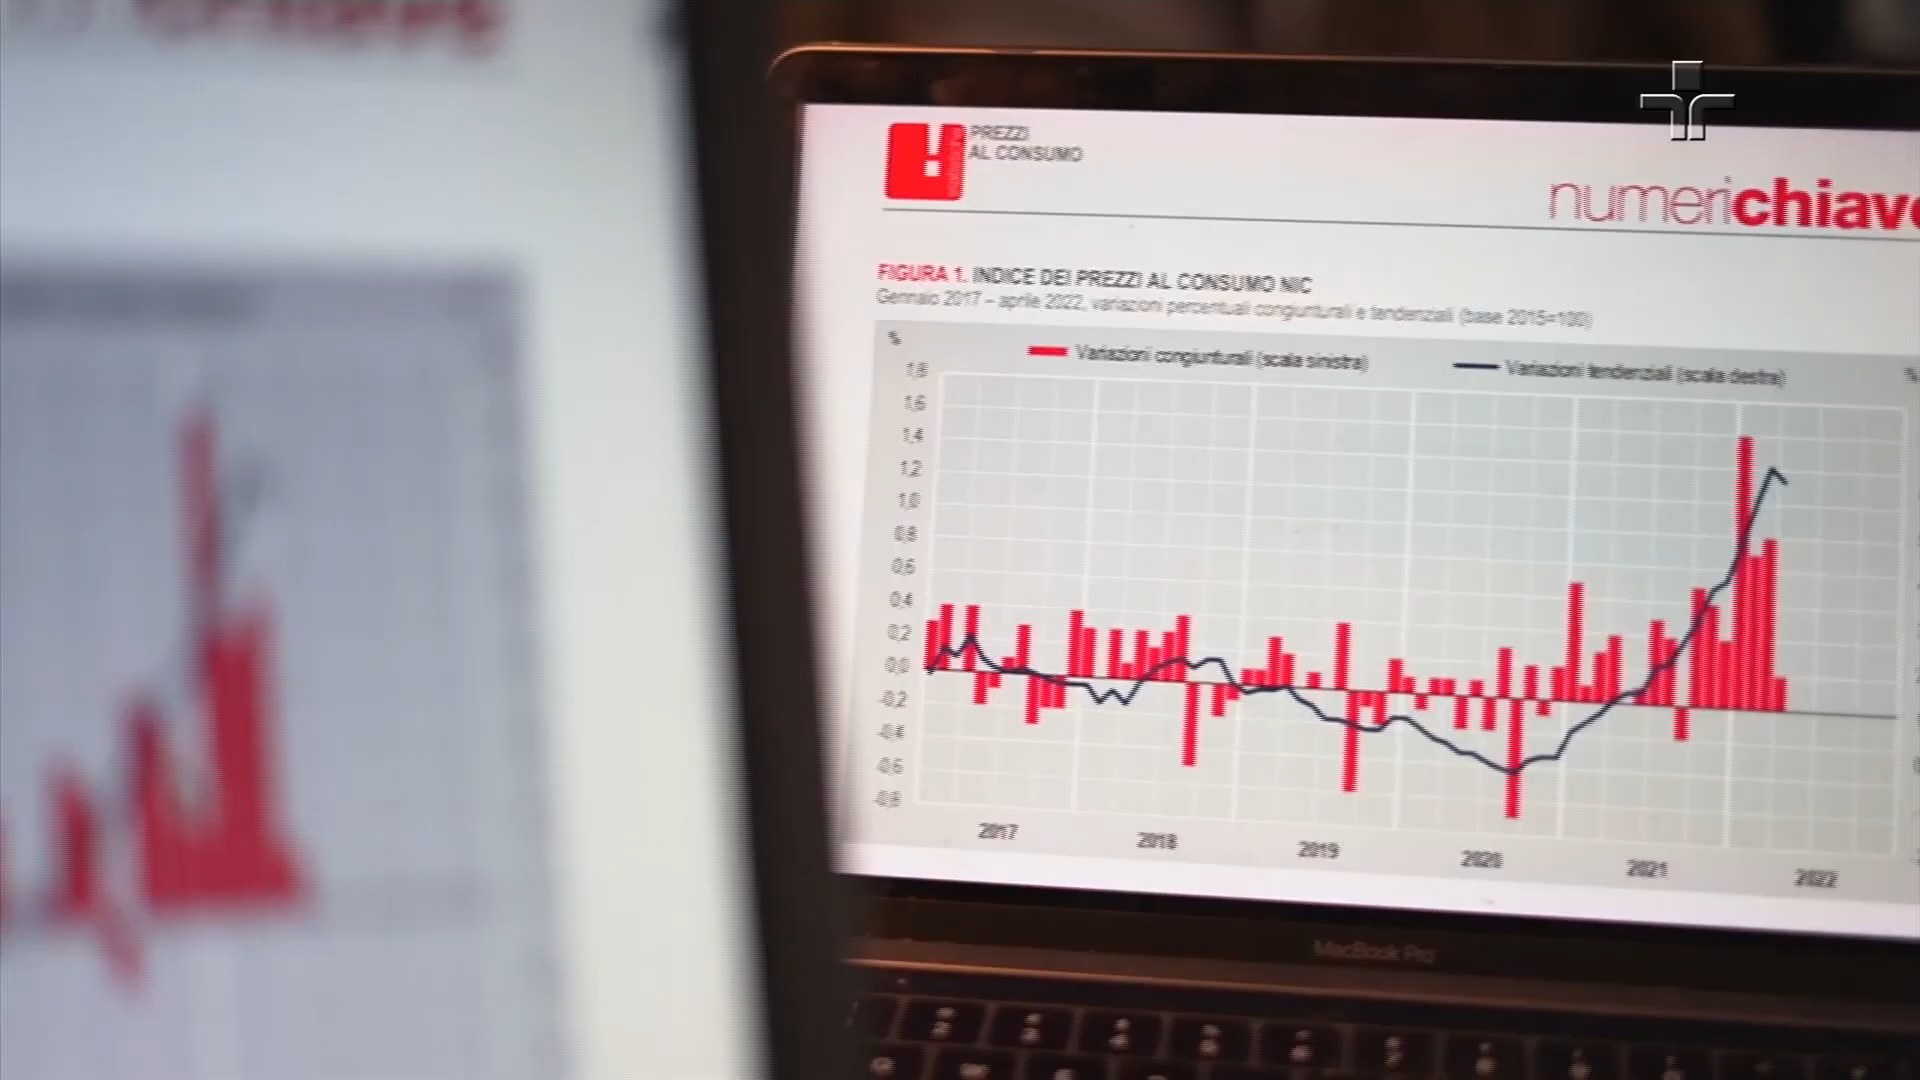 PREZZI
AL CONSUMO
numerichiave
FIGURA 1. INDICE DEI PREZZI AL CONSUMO NIC
Gennaio 2017 – aprile 2022, variazioni percentuali congiunturali e tendenziali (base 2015=100)
%
%
Variazioni congiunturali (scala sinistra)
Variazioni tendenziali (scala destra)
1,8
1,6
1,4
1,2
1,0
0,8
0,6
0,4
0,2
0,0
-0,2
-0,4
-0,6
-0,8
2017 2018 2019 2020 2021 2022
MacBook Pro